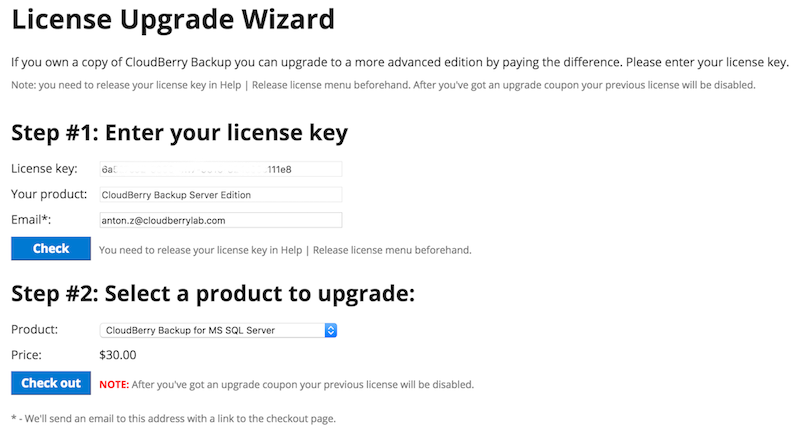 License Upgrade Wizard
If you own a copy of CloudBerry Backup you can upgrade to a more advanced edition by paying the difference. Please enter your license key.
Note: you need to release your license key in Help | Release license menu beforehand. After you've got an upgrade coupon your previous license will be disabled.
Step #1: Enter your license key
License key: 111e8
Your product: CloudBerry Backup Server Edition
Email*: anton.z@cloudberrylab.com
Check You need to release your license key in Help | Release license menu beforehand.
Step #2: Select a product to upgrade:
Product: CloudBerry Backup for MS SQL Server
Price: $30.00
Check out NOTE: After you've got an upgrade coupon your previous license will be disabled.
* - We'll send an email to this address with a link to the checkout page.